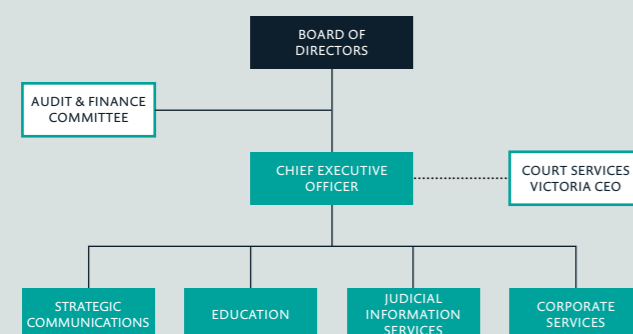 BOARD OF
DIRECTORS
AUDIT & FINANCE
COMMITTEE
CHIEF EXECUTIVE
OFFICER
COURT SERVICES
VICTORIA CEO
STRATEGIC
COMMUNICATIONS
EDUCATION
JUDICIAL
INFORMATION
SERVICES
CORPORATE
SERVICES